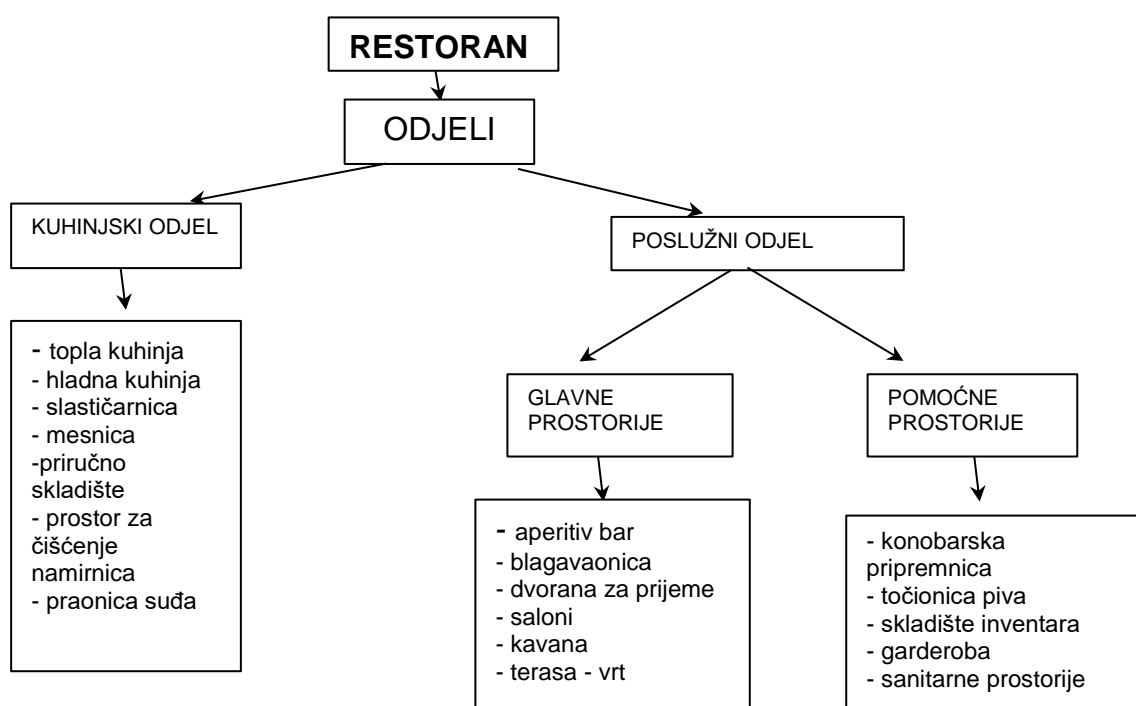 RESTORAN
ODJELI
KUHINJSKI ODJEL
POSLUŽNI ODJEL
- topla kuhinja
- hladna kuhinja
- slastičarnica
- mesnica
-priručno
skladište
- prostor za
čišćenje
namirnica
- praonica suđa
GLAVNE
PROSTORIJE
POMOĆNE
PROSTORIJE
- aperitiv bar
- blagavaonica
- dvorana za prijeme
- saloni
- kavana
- terasa - vrt
- konobarska
pripremnica
- točionica piva
- skladište inventara
- garderoba
- sanitarne prostorije